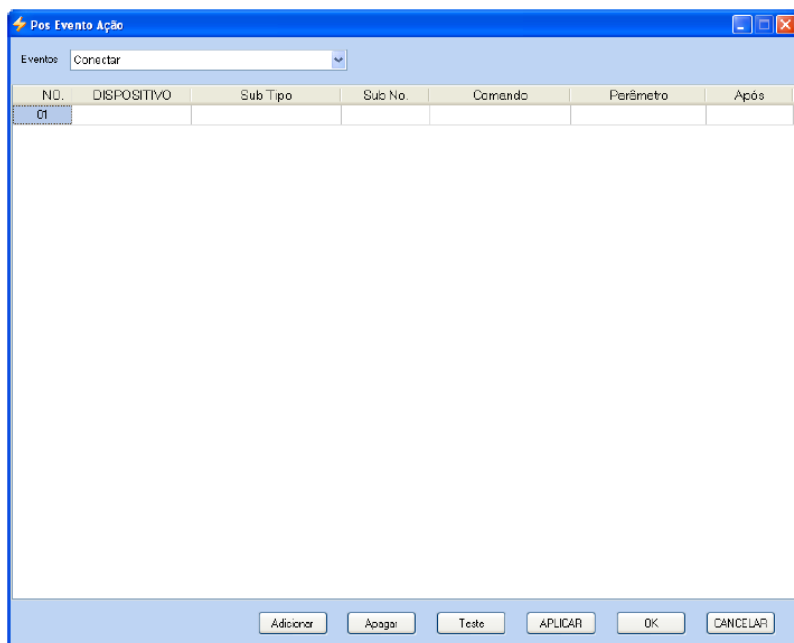 Pos Evento Ação
Eventos Conectar
NO. DISPOSITIVO Sub Tipo Sub No. Comando Parâmetro Após
01
Adicionar Apagar Teste APLICAR OK CANCELAR